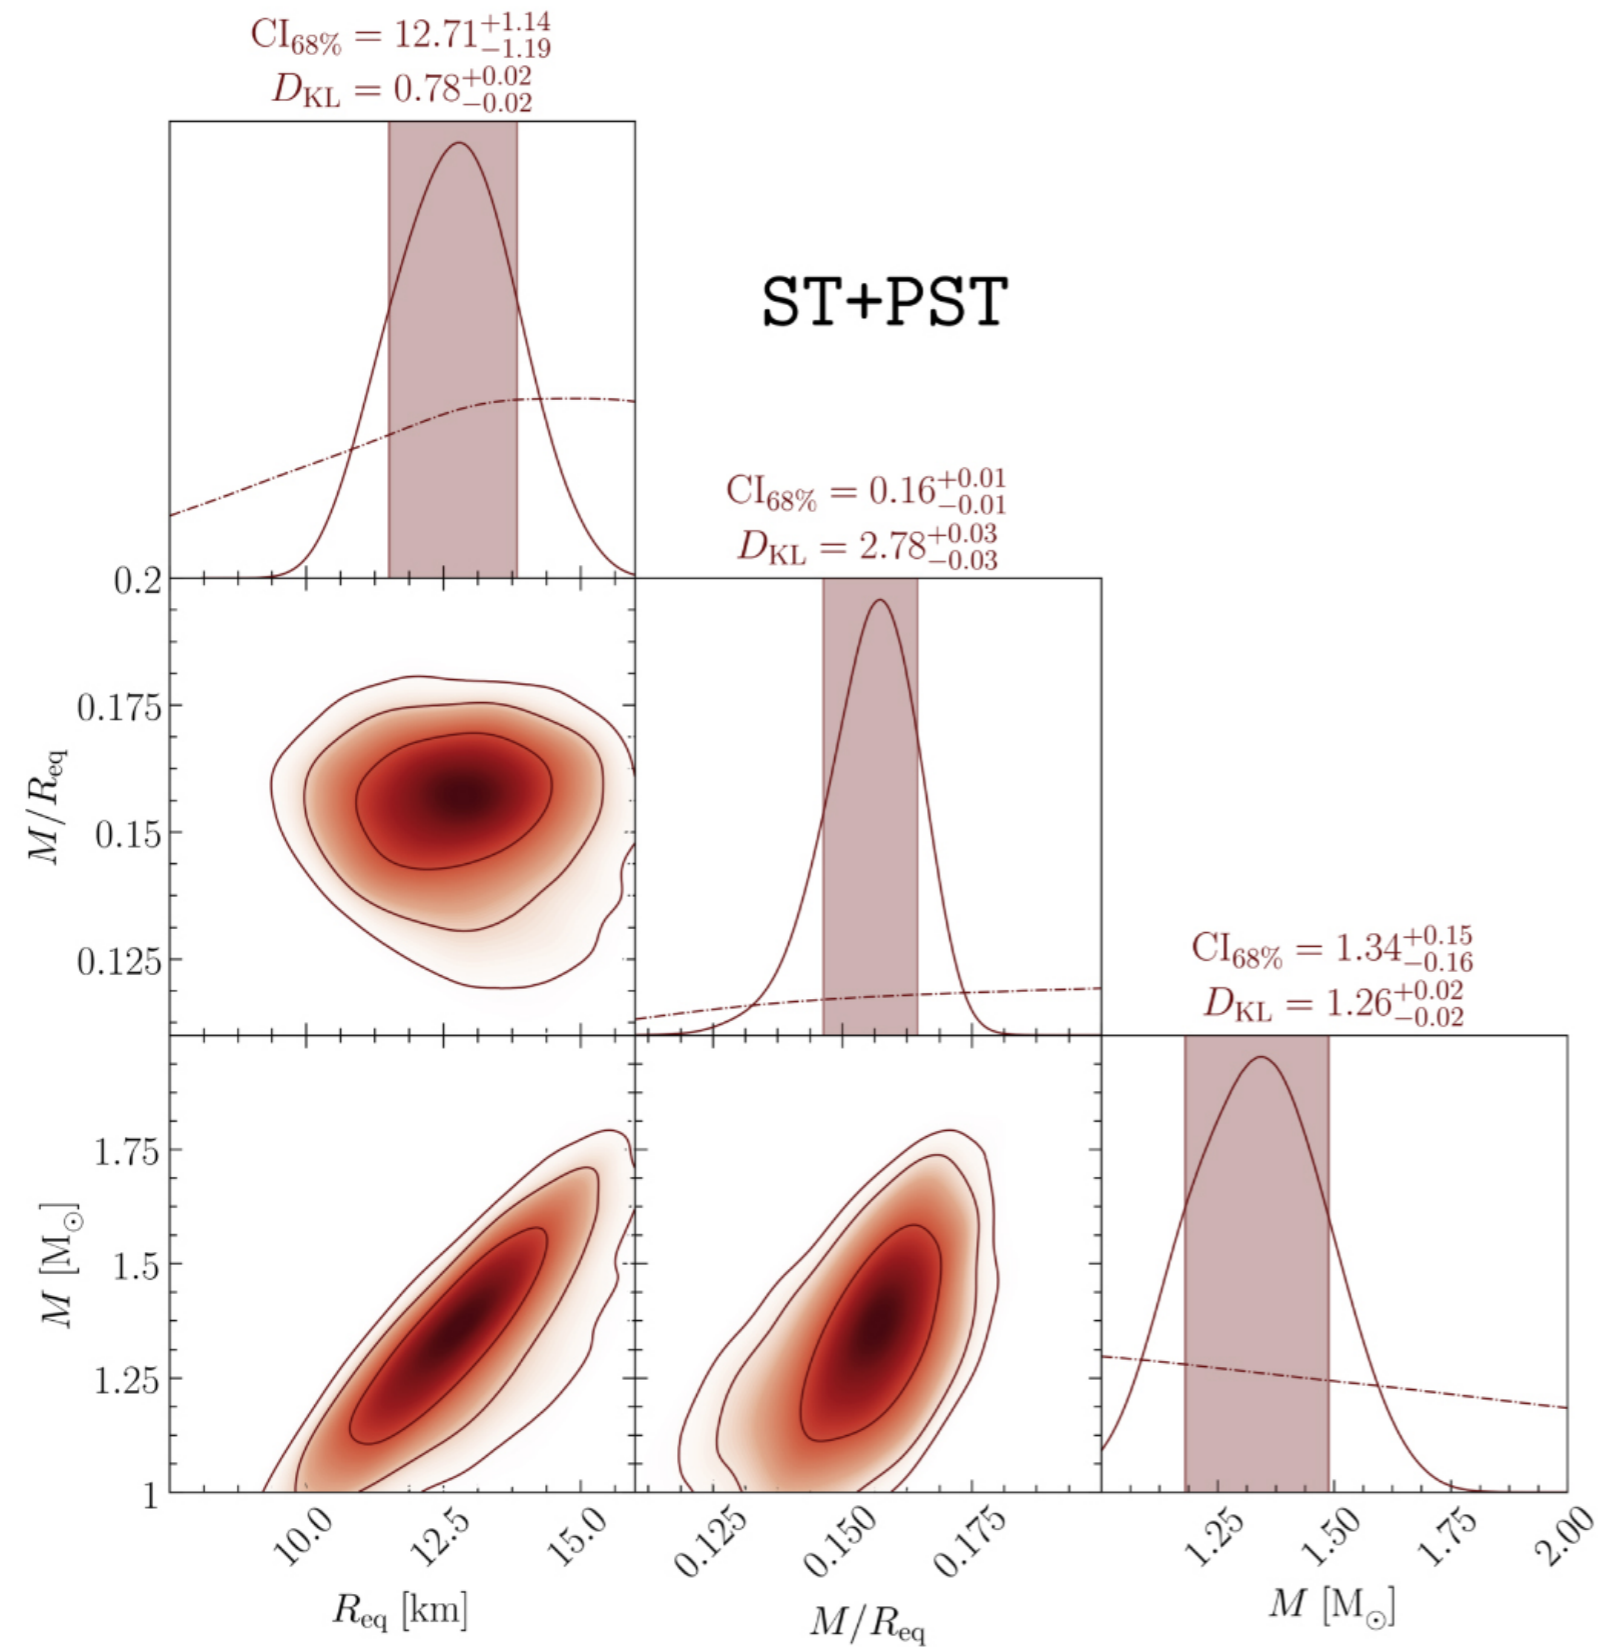 CI68% = 12.71+1.14−1.19
DKL = 0.78+0.02−0.02
ST+PST
CI68% = 0.16+0.01−0.01
DKL = 2.78+0.03−0.03
0.2
0.175
0.15
0.125
M/Req
CI68% = 1.34+0.15−0.16
DKL = 1.26+0.02−0.02
1.75
1.5
1.25
1
M [M⊙]
10.0 12.5 15.0
0.125 0.150 0.175
1.25 1.50 1.75 2.00
Req [km]
M/Req
M [M⊙]